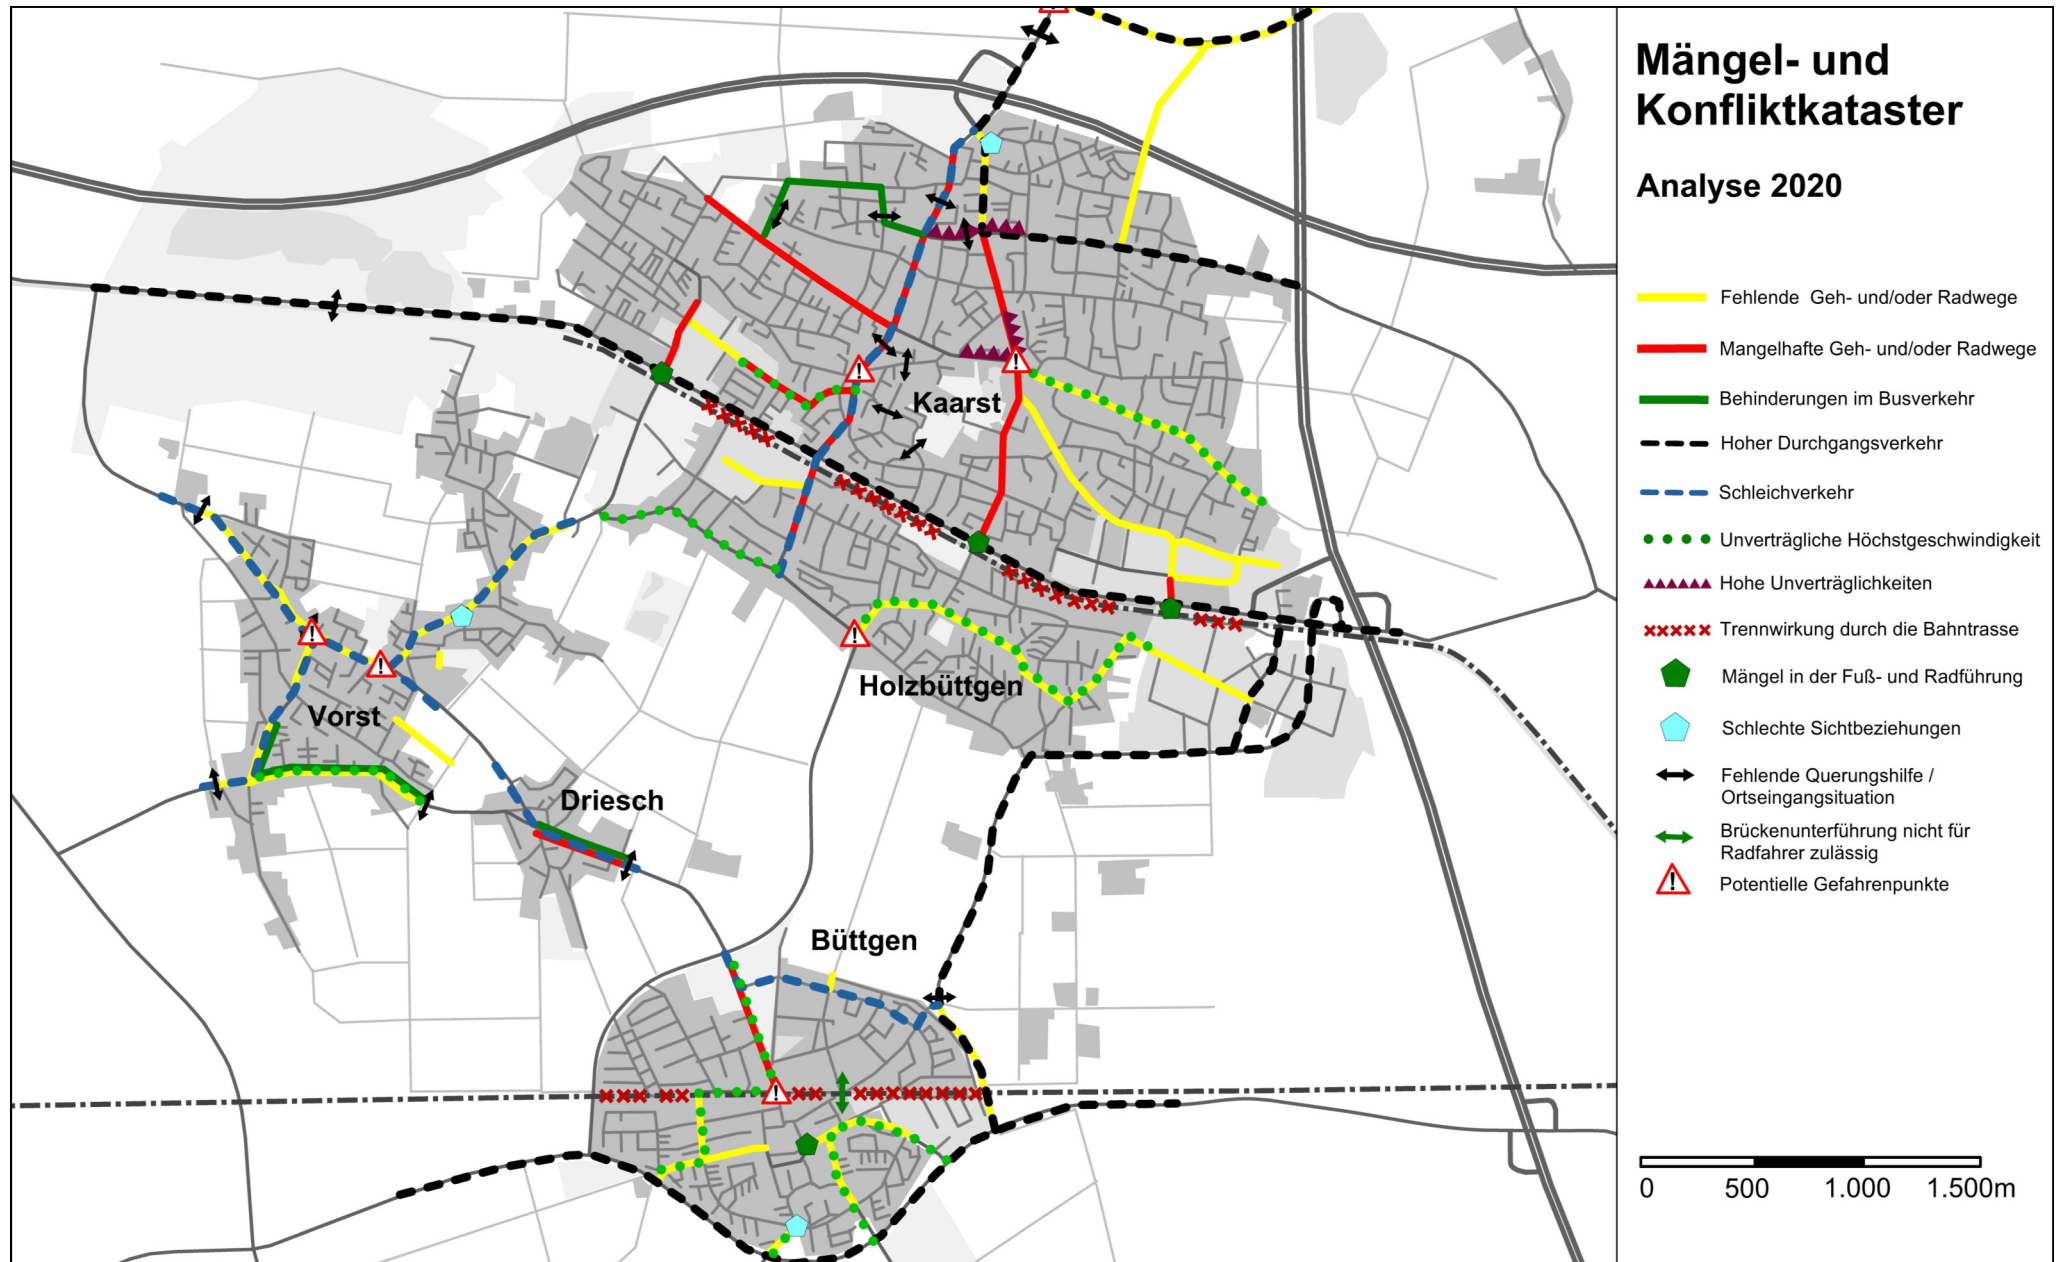 Mängel- und
Konfliktkataster
Analyse 2020
Fehlende Geh- und/oder Radwege
Mangelhafte Geh- und/oder Radwege
Behinderungen im Busverkehr
Hoher Durchgangsverkehr
Schleichverkehr
Unverträgliche Höchstgeschwindigkeit
Hohe Unverträglichkeiten
Trennwirkung durch die Bahntrasse
Mängel in der Fuß- und Radführung
Schlechte Sichtbeziehungen
Fehlende Querungshilfe /
Ortseingangsituation
Brückenunterführung nicht für
Radfahrer zulässig
! Potentielle Gefahrenpunkte
0 500 1.000 1.500m
Kaarst
Holzbüttgen
Vorst
Driesch
Büttgen
!
!
!
!
!
!